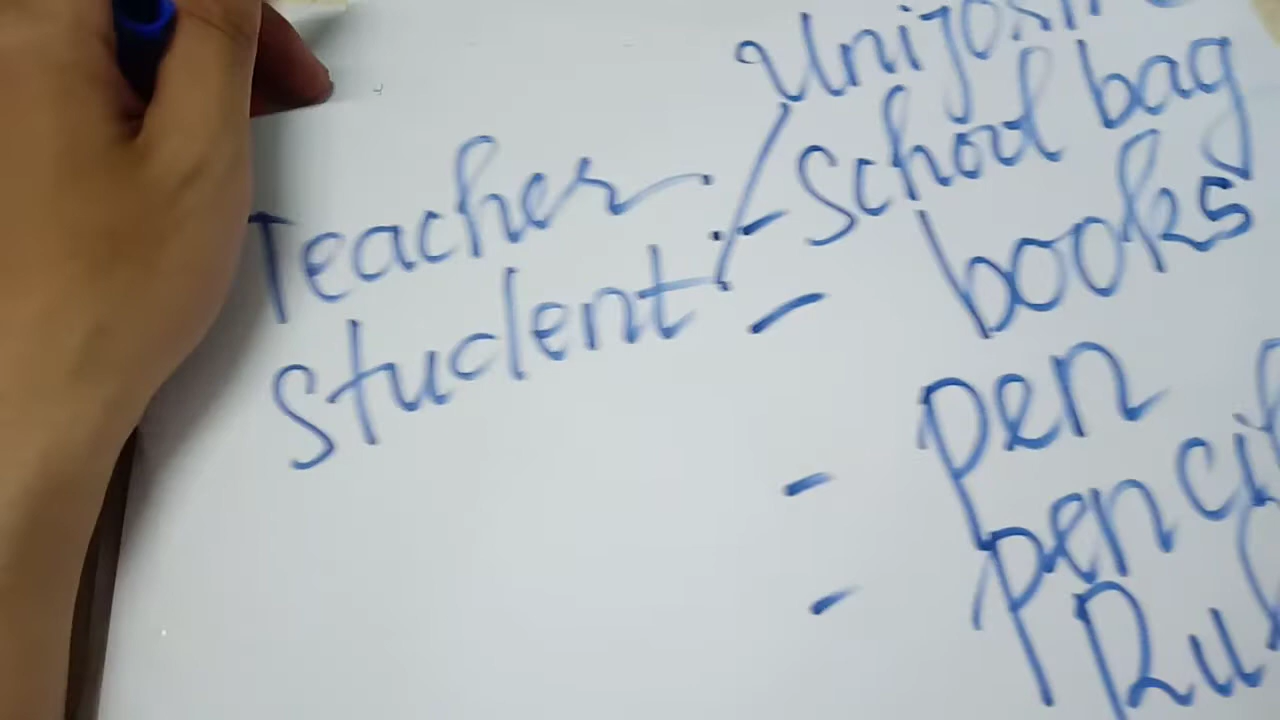 Teacher
Student
School bag
books
pen